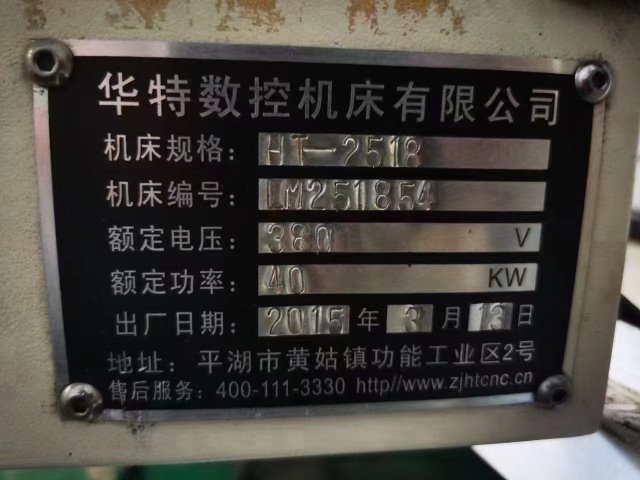 华特数控机床有限公司
机床规格: HT-2518
机床编号: LM251854
额定电压: 380 V
额定功率: 40 KW
出厂日期: 2015 年 3 月 13 日
地址: 平湖市黄姑镇功能工业区2号
售后服务: 400-111-3330 http//www.zjhtcnc.cn